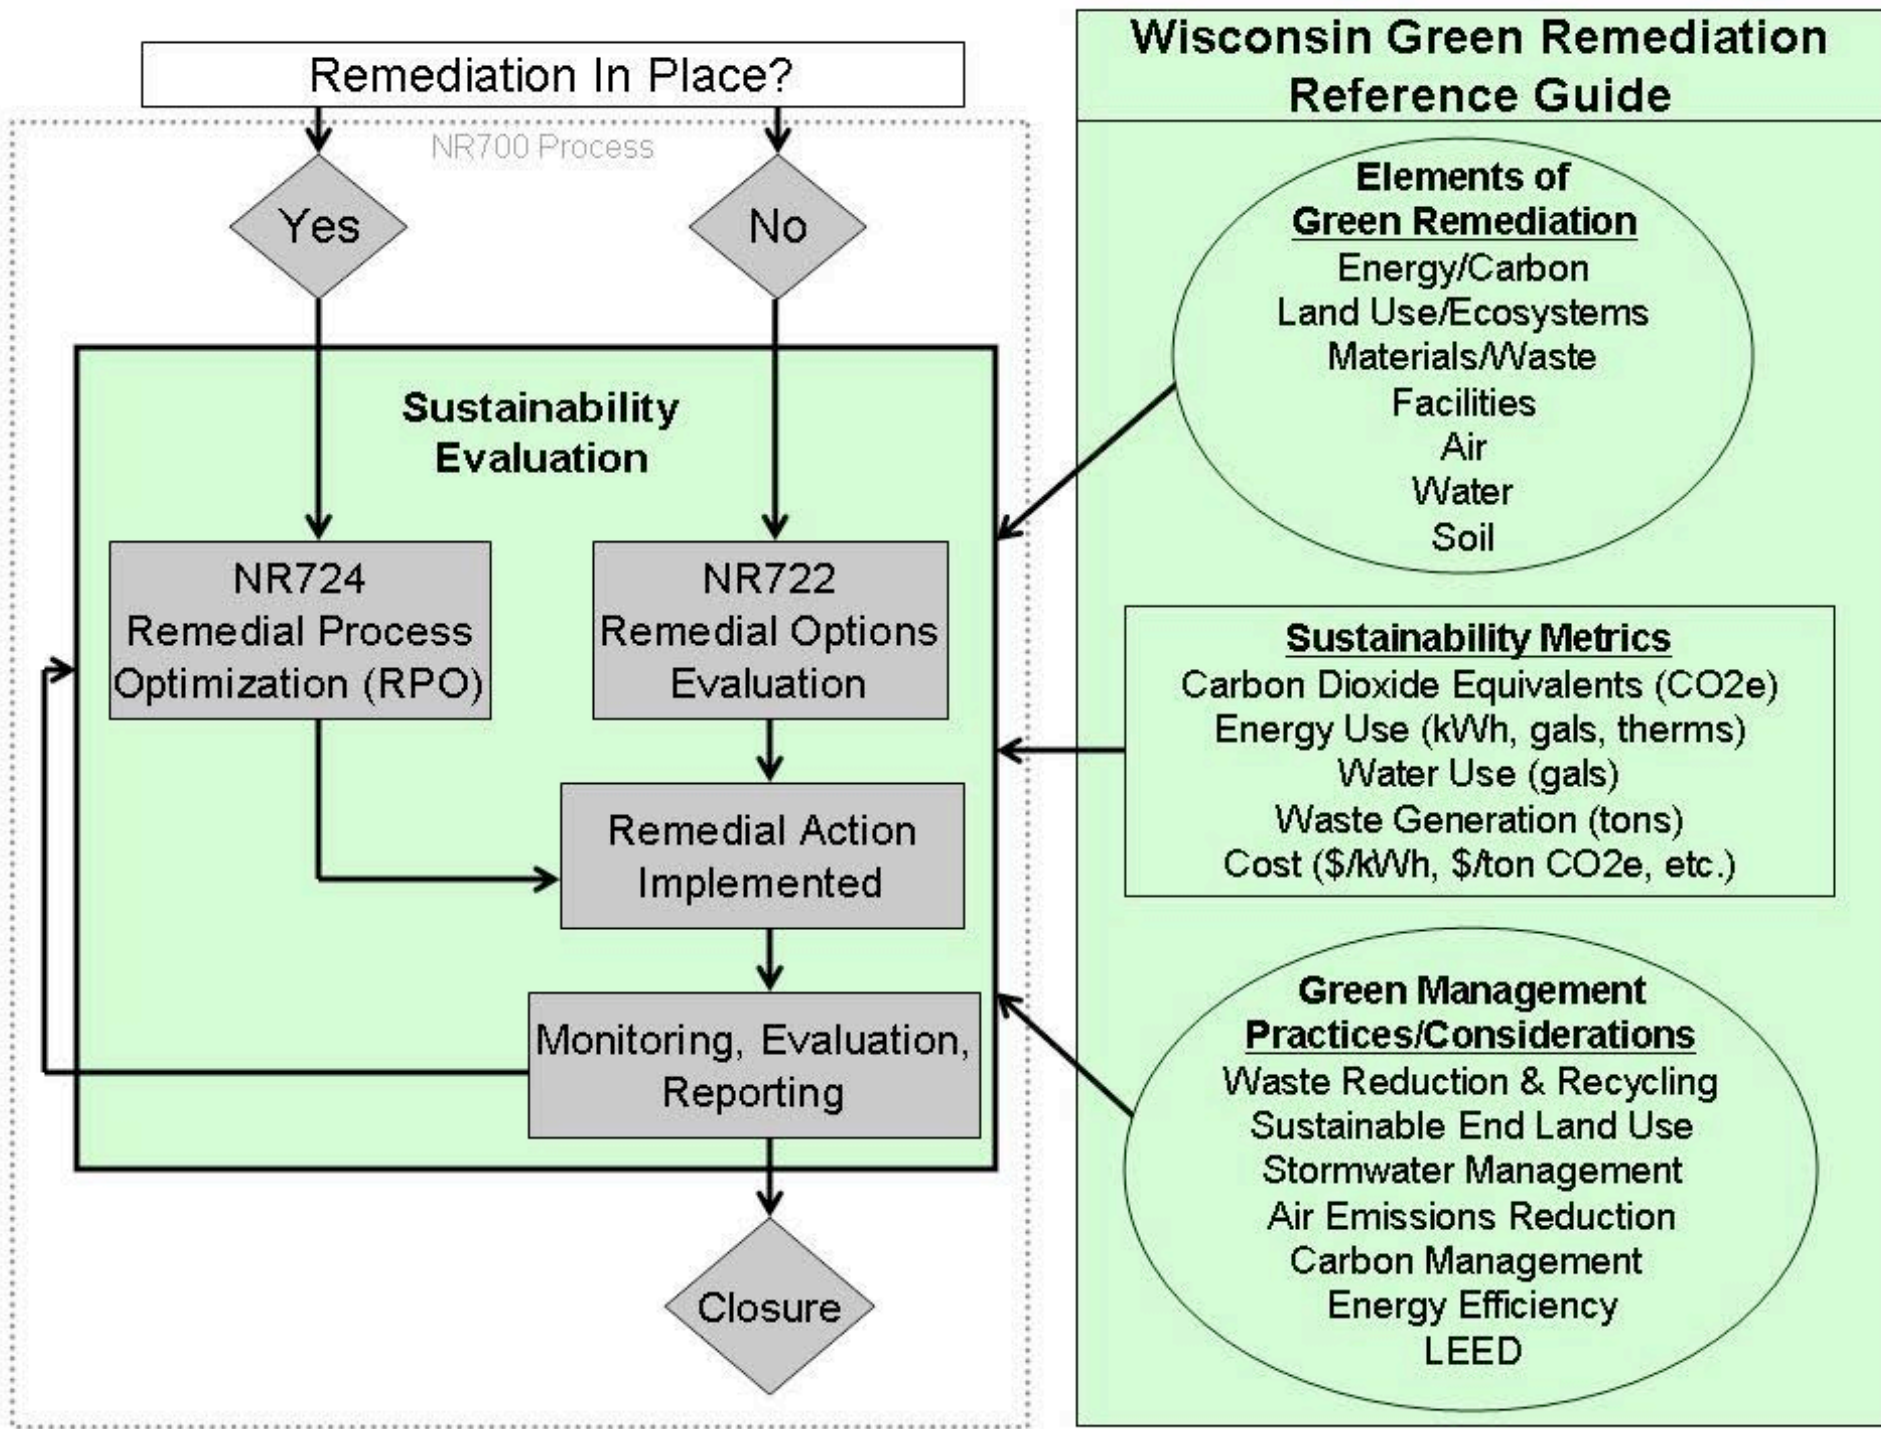 Remediation In Place?
NR700 Process
Yes
No
Sustainability
Evaluation
NR724
Remedial Process
Optimization (RPO)
NR722
Remedial Options
Evaluation
Remedial Action
Implemented
Monitoring, Evaluation,
Reporting
Closure
Wisconsin Green Remediation
Reference Guide
Elements of
Green Remediation
Energy/Carbon
Land Use/Ecosystems
Materials/Waste
Facilities
Air
Water
Soil
Sustainability Metrics
Carbon Dioxide Equivalents (CO2e)
Energy Use (kWh, gals, therms)
Water Use (gals)
Waste Generation (tons)
Cost ($/kWh, $/ton CO2e, etc.)
Green Management
Practices/Considerations
Waste Reduction & Recycling
Sustainable End Land Use
Stormwater Management
Air Emissions Reduction
Carbon Management
Energy Efficiency
LEED